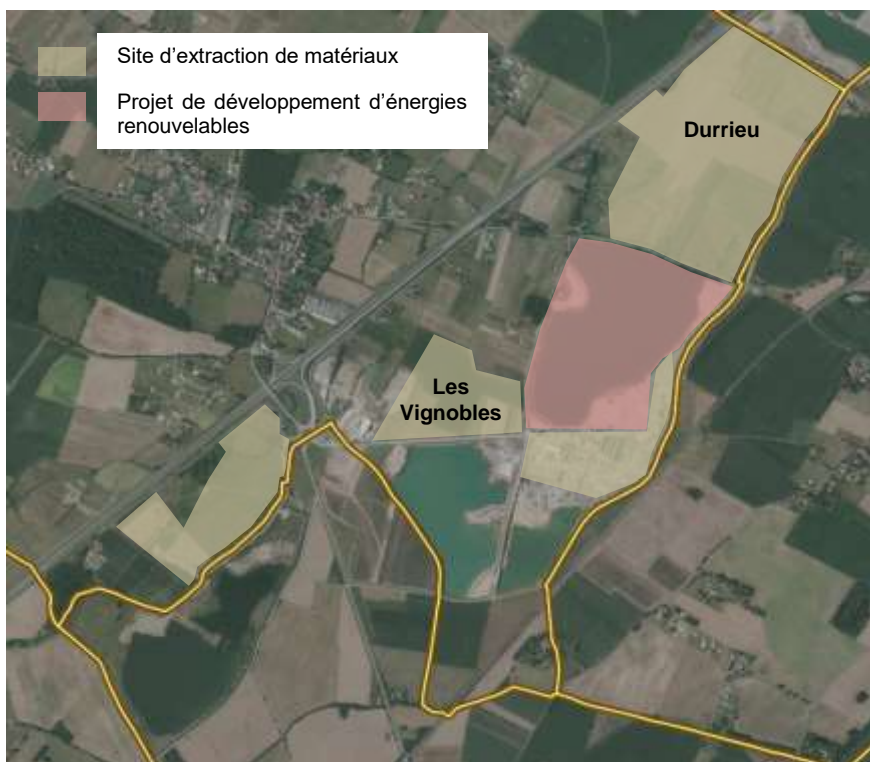 Site d’extraction de matériaux
Projet de développement d’énergies
renouvelables
Durrieu
Les
Vignobles